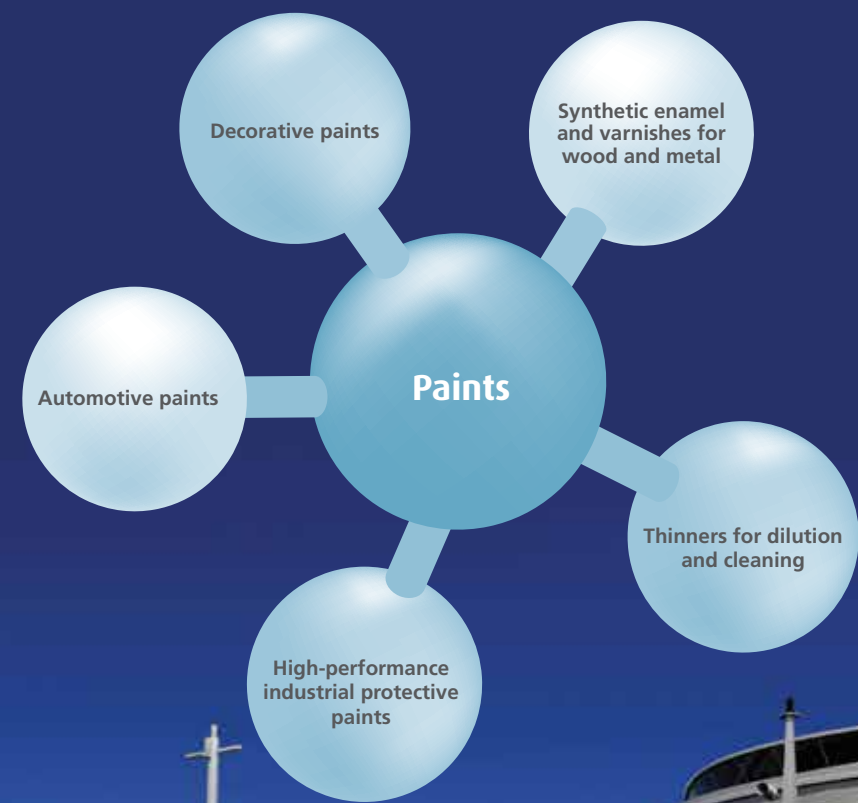 Decorative paints
Synthetic enamel
and varnishes for
wood and metal
Paints
Automotive paints
Thinners for dilution
and cleaning
High-performance
industrial protective
paints